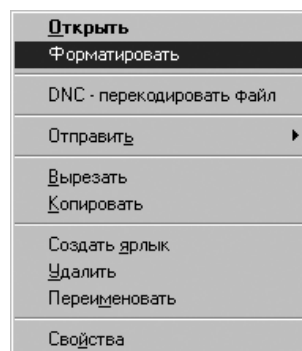 Открыть
Форматировать
DNC - перекодировать файл
Отправить
Вырезать
Копировать
Создать ярлык
Удалить
Переименовать
Свойства